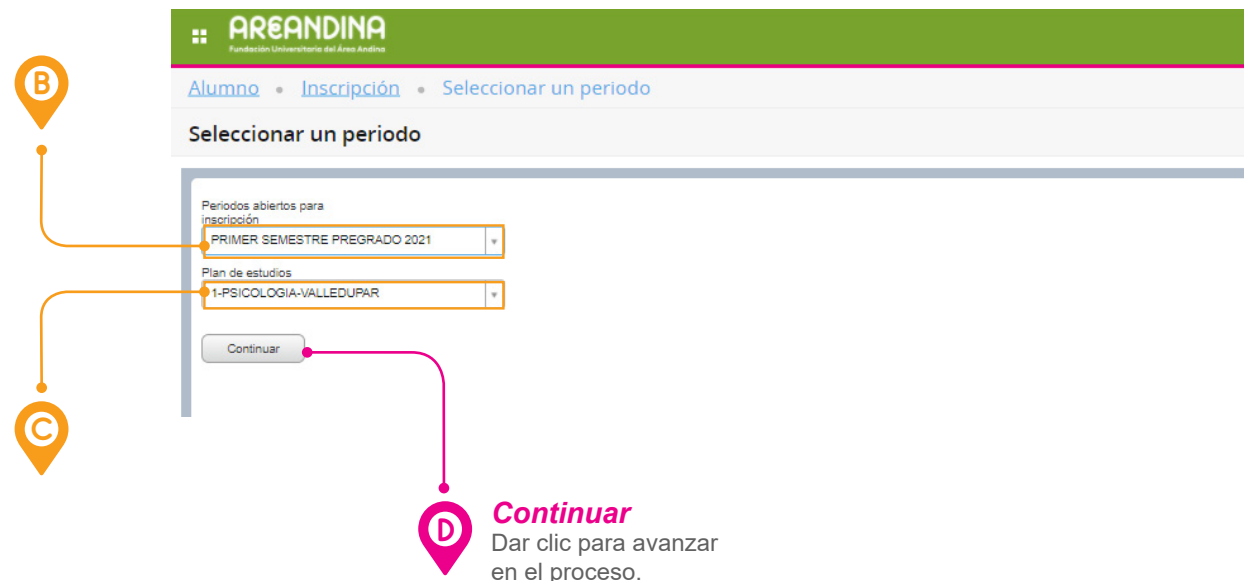 AREANDINA
Fundación Universitaria del Área Andina
B
Alumno • Inscripción • Seleccionar un periodo
Seleccionar un periodo
Periodos abiertos para
inscripción
PRIMER SEMESTRE PREGRADO 2021
Plan de estudios
1-PSICOLOGIA-VALLEDUPAR
Continuar
C
D
Continuar
Dar clic para avanzar
en el proceso.